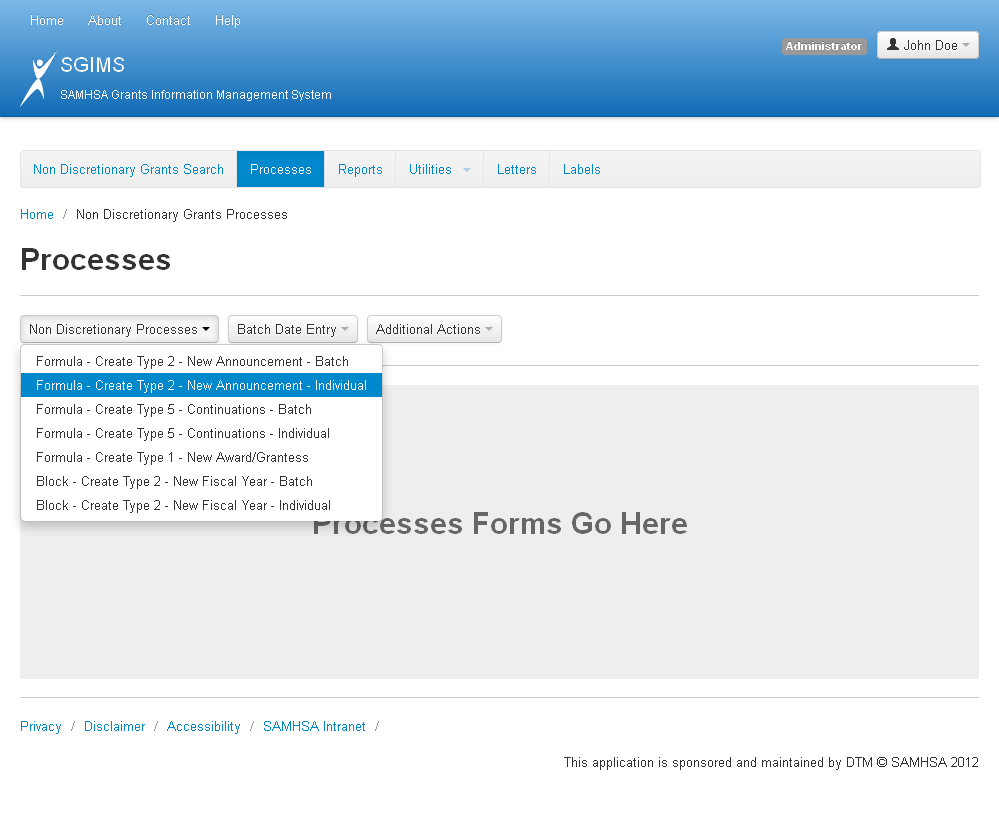 Home About Contact Help
Administrator John Doe
SGIMS
SAMHSA Grants Information Management System
Non Discretionary Grants Search Processes Reports Utilities Letters Labels
Home / Non Discretionary Grants Processes
Processes
Non Discretionary Processes Batch Date Entry Additional Actions
Formula - Create Type 2 - New Announcement - Batch
Formula - Create Type 2 - New Announcement - Individual
Formula - Create Type 5 - Continuations - Batch
Formula - Create Type 5 - Continuations - Individual
Formula - Create Type 1 - New Award/Grantess
Block - Create Type 2 - New Fiscal Year - Batch
Block - Create Type 2 - New Fiscal Year - Individual
Processes Forms Go Here
Privacy / Disclaimer / Accessibility / SAMHSA Intranet /
This application is sponsored and maintained by DTM © SAMHSA 2012